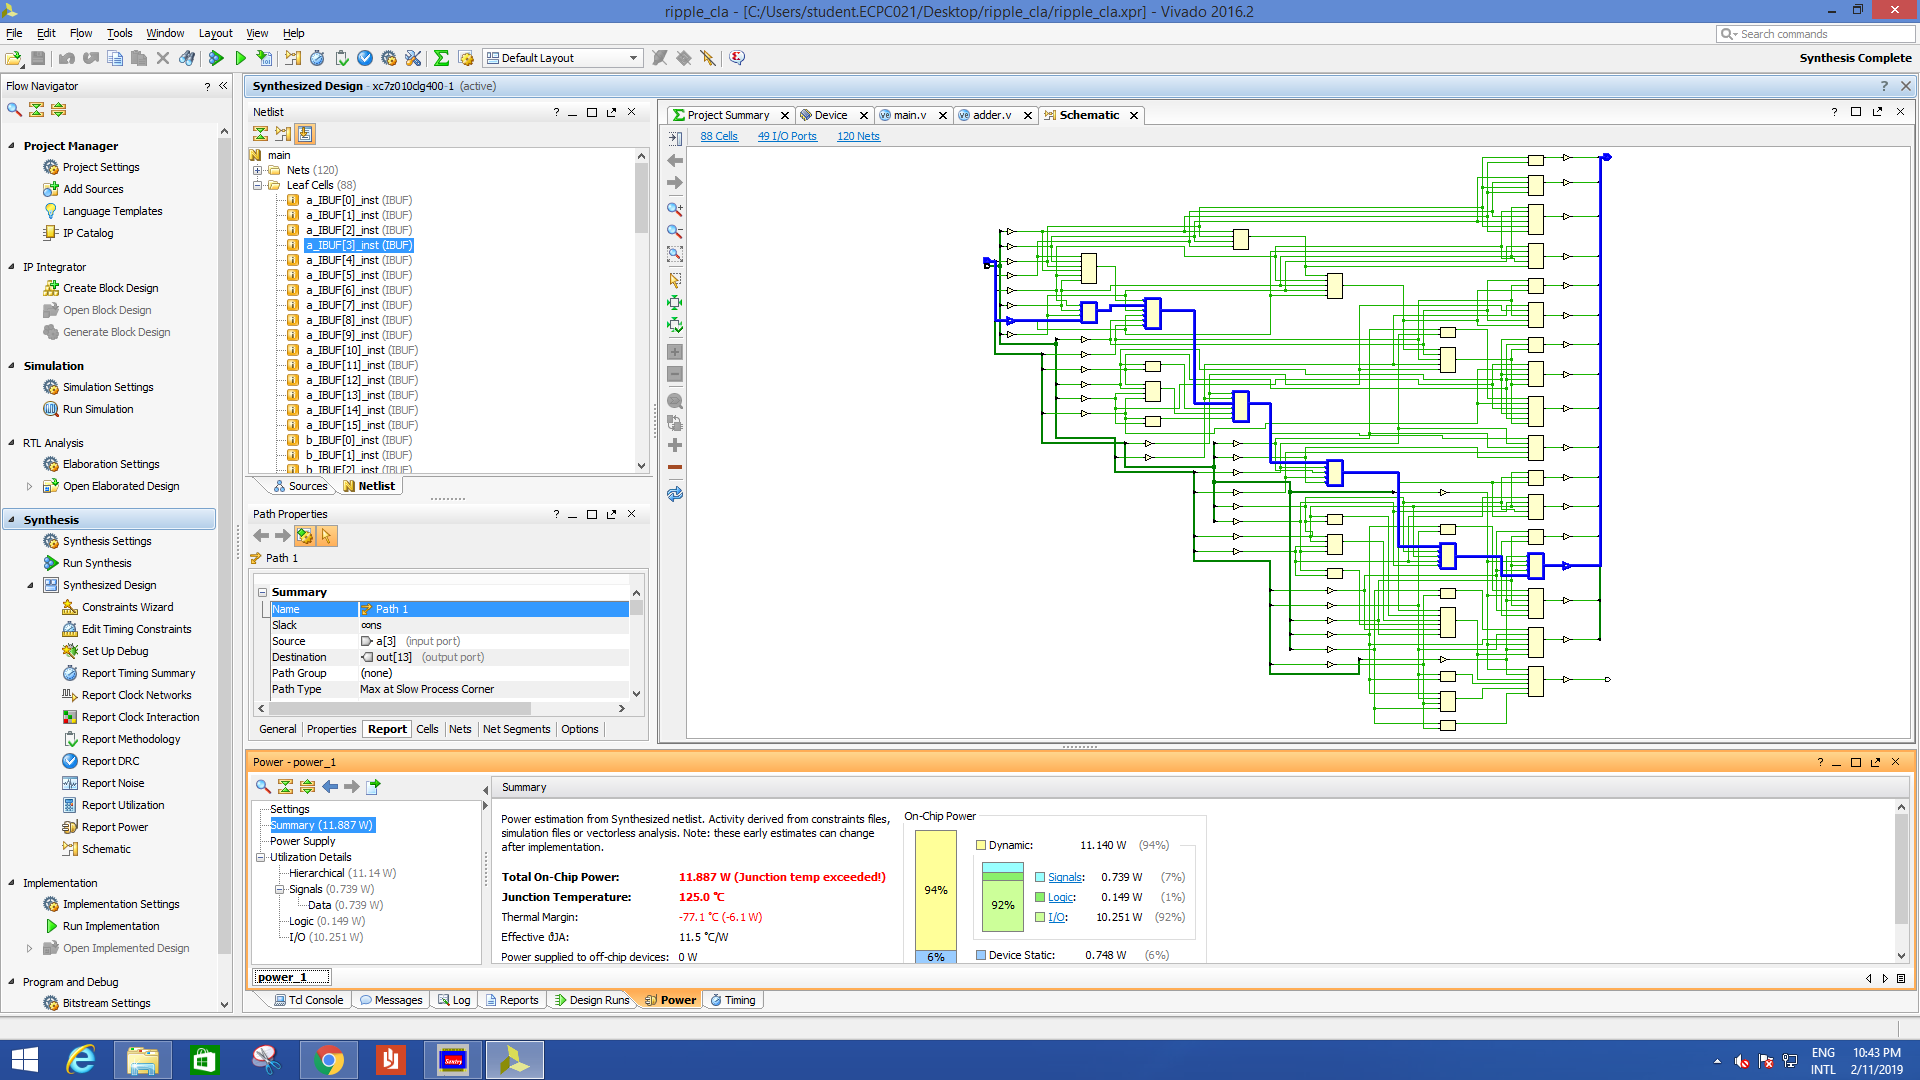 ripple_cla - [C:/Users/student.ECPC021/Desktop/ripple_cla/ripple_cla.xpr] - Vivado 2016.2
File Edit Flow Tools Window Layout View Help
Search commands
Default Layout
Synthesis Complete
Flow Navigator
Project Manager
Project Settings
Add Sources
Language Templates
IP Catalog
IP Integrator
Create Block Design
Open Block Design
Generate Block Design
Simulation
Simulation Settings
Run Simulation
RTL Analysis
Elaboration Settings
Open Elaborated Design
Synthesis
Synthesis Settings
Run Synthesis
Synthesized Design
Constraints Wizard
Edit Timing Constraints
Set Up Debug
Report Timing Summary
Report Clock Networks
Report Clock Interaction
Report Methodology
Report DRC
Report Noise
Report Utilization
Report Power
Schematic
Implementation
Implementation Settings
Run Implementation
Open Implemented Design
Program and Debug
Bitstream Settings
Synthesized Design - xc7z010clg400-1 (active)
Netlist
main
Nets (120)
Leaf Cells (88)
a_IBUF[0]_inst (IBUF)
a_IBUF[1]_inst (IBUF)
a_IBUF[2]_inst (IBUF)
a_IBUF[3]_inst (IBUF)
a_IBUF[4]_inst (IBUF)
a_IBUF[5]_inst (IBUF)
a_IBUF[6]_inst (IBUF)
a_IBUF[7]_inst (IBUF)
a_IBUF[8]_inst (IBUF)
a_IBUF[9]_inst (IBUF)
a_IBUF[10]_inst (IBUF)
a_IBUF[11]_inst (IBUF)
a_IBUF[12]_inst (IBUF)
a_IBUF[13]_inst (IBUF)
a_IBUF[14]_inst (IBUF)
a_IBUF[15]_inst (IBUF)
b_IBUF[0]_inst (IBUF)
b_IBUF[1]_inst (IBUF)
b_IBUF[2]_inst (IBUF)
Sources Netlist
Path Properties
Path 1
Summary
Name Path 1
Slack ∞ns
Source a[3] (input port)
Destination out[13] (output port)
Path Group (none)
Path Type Max at Slow Process Corner
General Properties Report Cells Nets Net Segments Options
Project Summary Device main.v adder.v Schematic
88 Cells 49 I/O Ports 120 Nets
Power - power_1
Settings
Summary (11.887 W)
Power Supply
Utilization Details
Hierarchical (11.14 W)
Signals (0.739 W)
Data (0.739 W)
Logic (0.149 W)
I/O (10.251 W)
power_1
Summary
Power estimation from Synthesized netlist. Activity derived from constraints files,
simulation files or vectorless analysis. Note: these early estimates can change
after implementation.
Total On-Chip Power: 11.887 W (Junction temp exceeded!)
Junction Temperature: 125.0 °C
Thermal Margin: -77.1 °C (-6.1 W)
Effective ϑJA: 11.5 °C/W
Power supplied to off-chip devices: 0 W
On-Chip Power
94%
6%
92%
Dynamic: 11.140 W (94%)
Signals: 0.739 W (7%)
Logic: 0.149 W (1%)
I/O: 10.251 W (92%)
Device Static: 0.748 W (6%)
Tcl Console Messages Log Reports Design Runs Power Timing
ENG
INTL
10:43 PM
2/11/2019